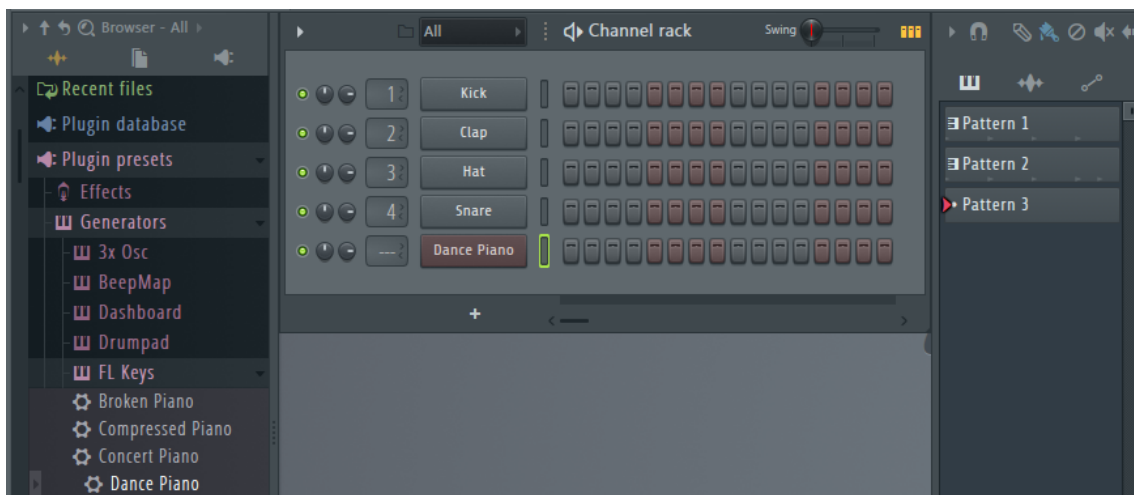 Browser - All
Recent files
Plugin database
Plugin presets
Effects
Generators
3x Osc
BeepMap
Dashboard
Drumpad
FL Keys
Broken Piano
Compressed Piano
Concert Piano
Dance Piano
All
Channel rack
Swing
1 Kick
2 Clap
3 Hat
4 Snare
--- Dance Piano
+
Pattern 1
Pattern 2
Pattern 3